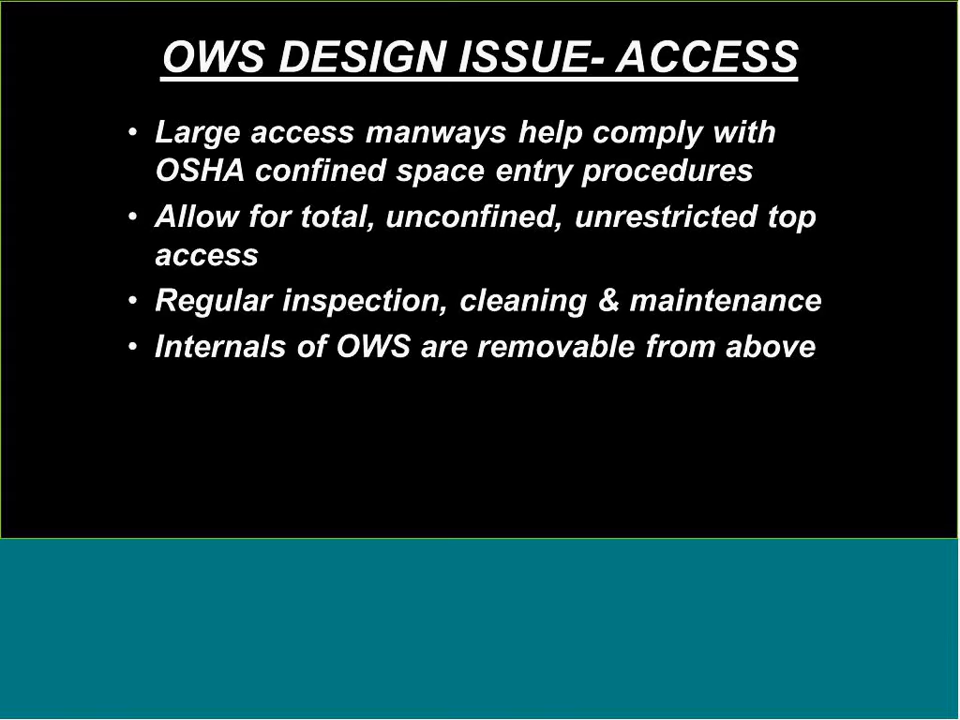 OWS DESIGN ISSUE- ACCESS
• Large access manways help comply with
OSHA confined space entry procedures
• Allow for total, unconfined, unrestricted top
access
• Regular inspection, cleaning & maintenance
• Internals of OWS are removable from above